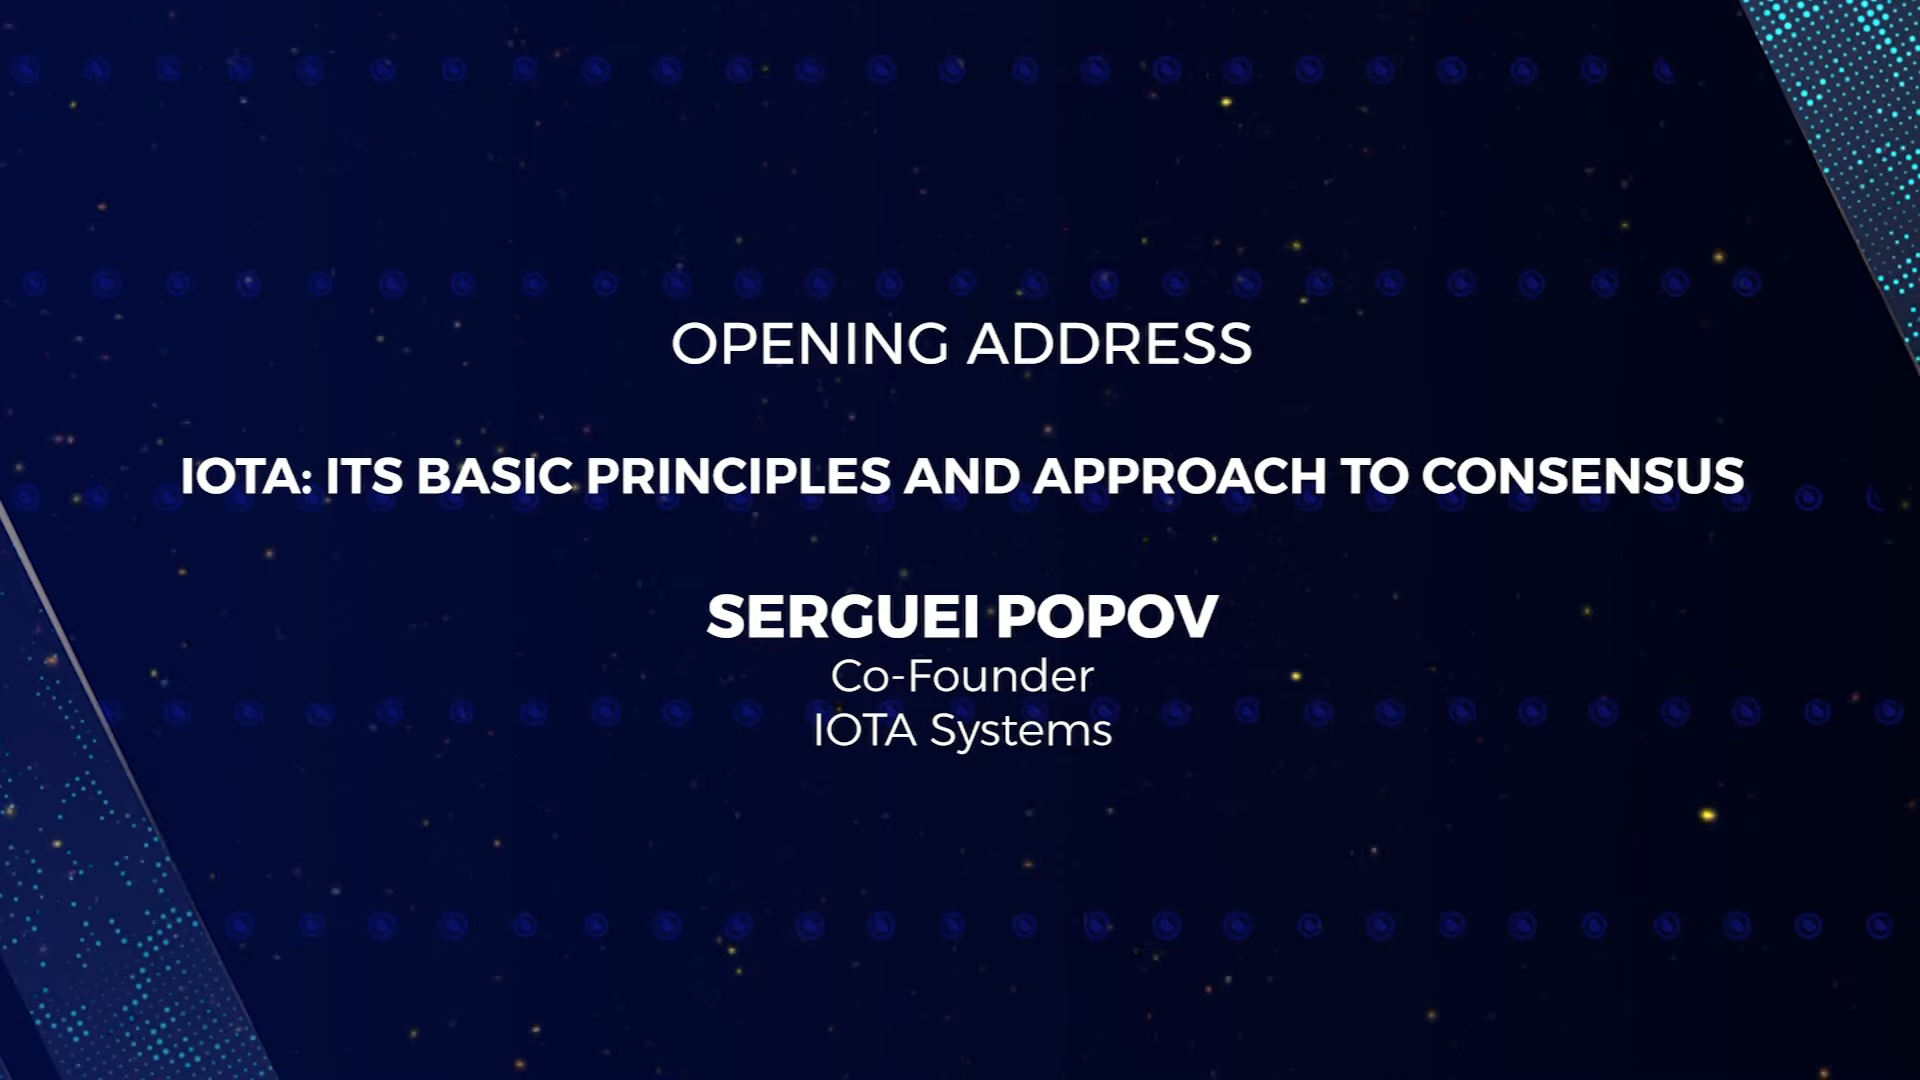 OPENING ADDRESS
IOTA: ITS BASIC PRINCIPLES AND APPROACH TO CONSENSUS
SERGUEI POPOV
Co-Founder
IOTA Systems